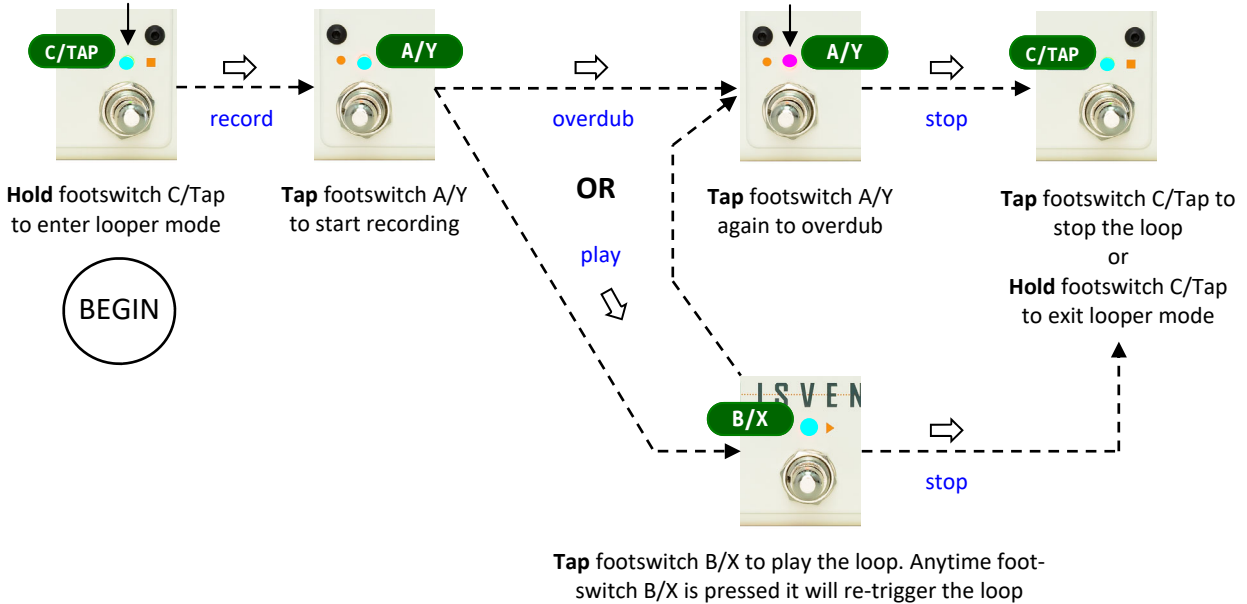 C/TAP
A/Y
A/Y
C/TAP
record
overdub
stop
Hold footswitch C/Tap
to enter looper mode
Tap footswitch A/Y
to start recording
OR
Tap footswitch A/Y
again to overdub
Tap footswitch C/Tap to
stop the loop
or
Hold footswitch C/Tap
to exit looper mode
play
BEGIN
ISVEN
B/X
stop
Tap footswitch B/X to play the loop. Anytime foot-
switch B/X is pressed it will re-trigger the loop